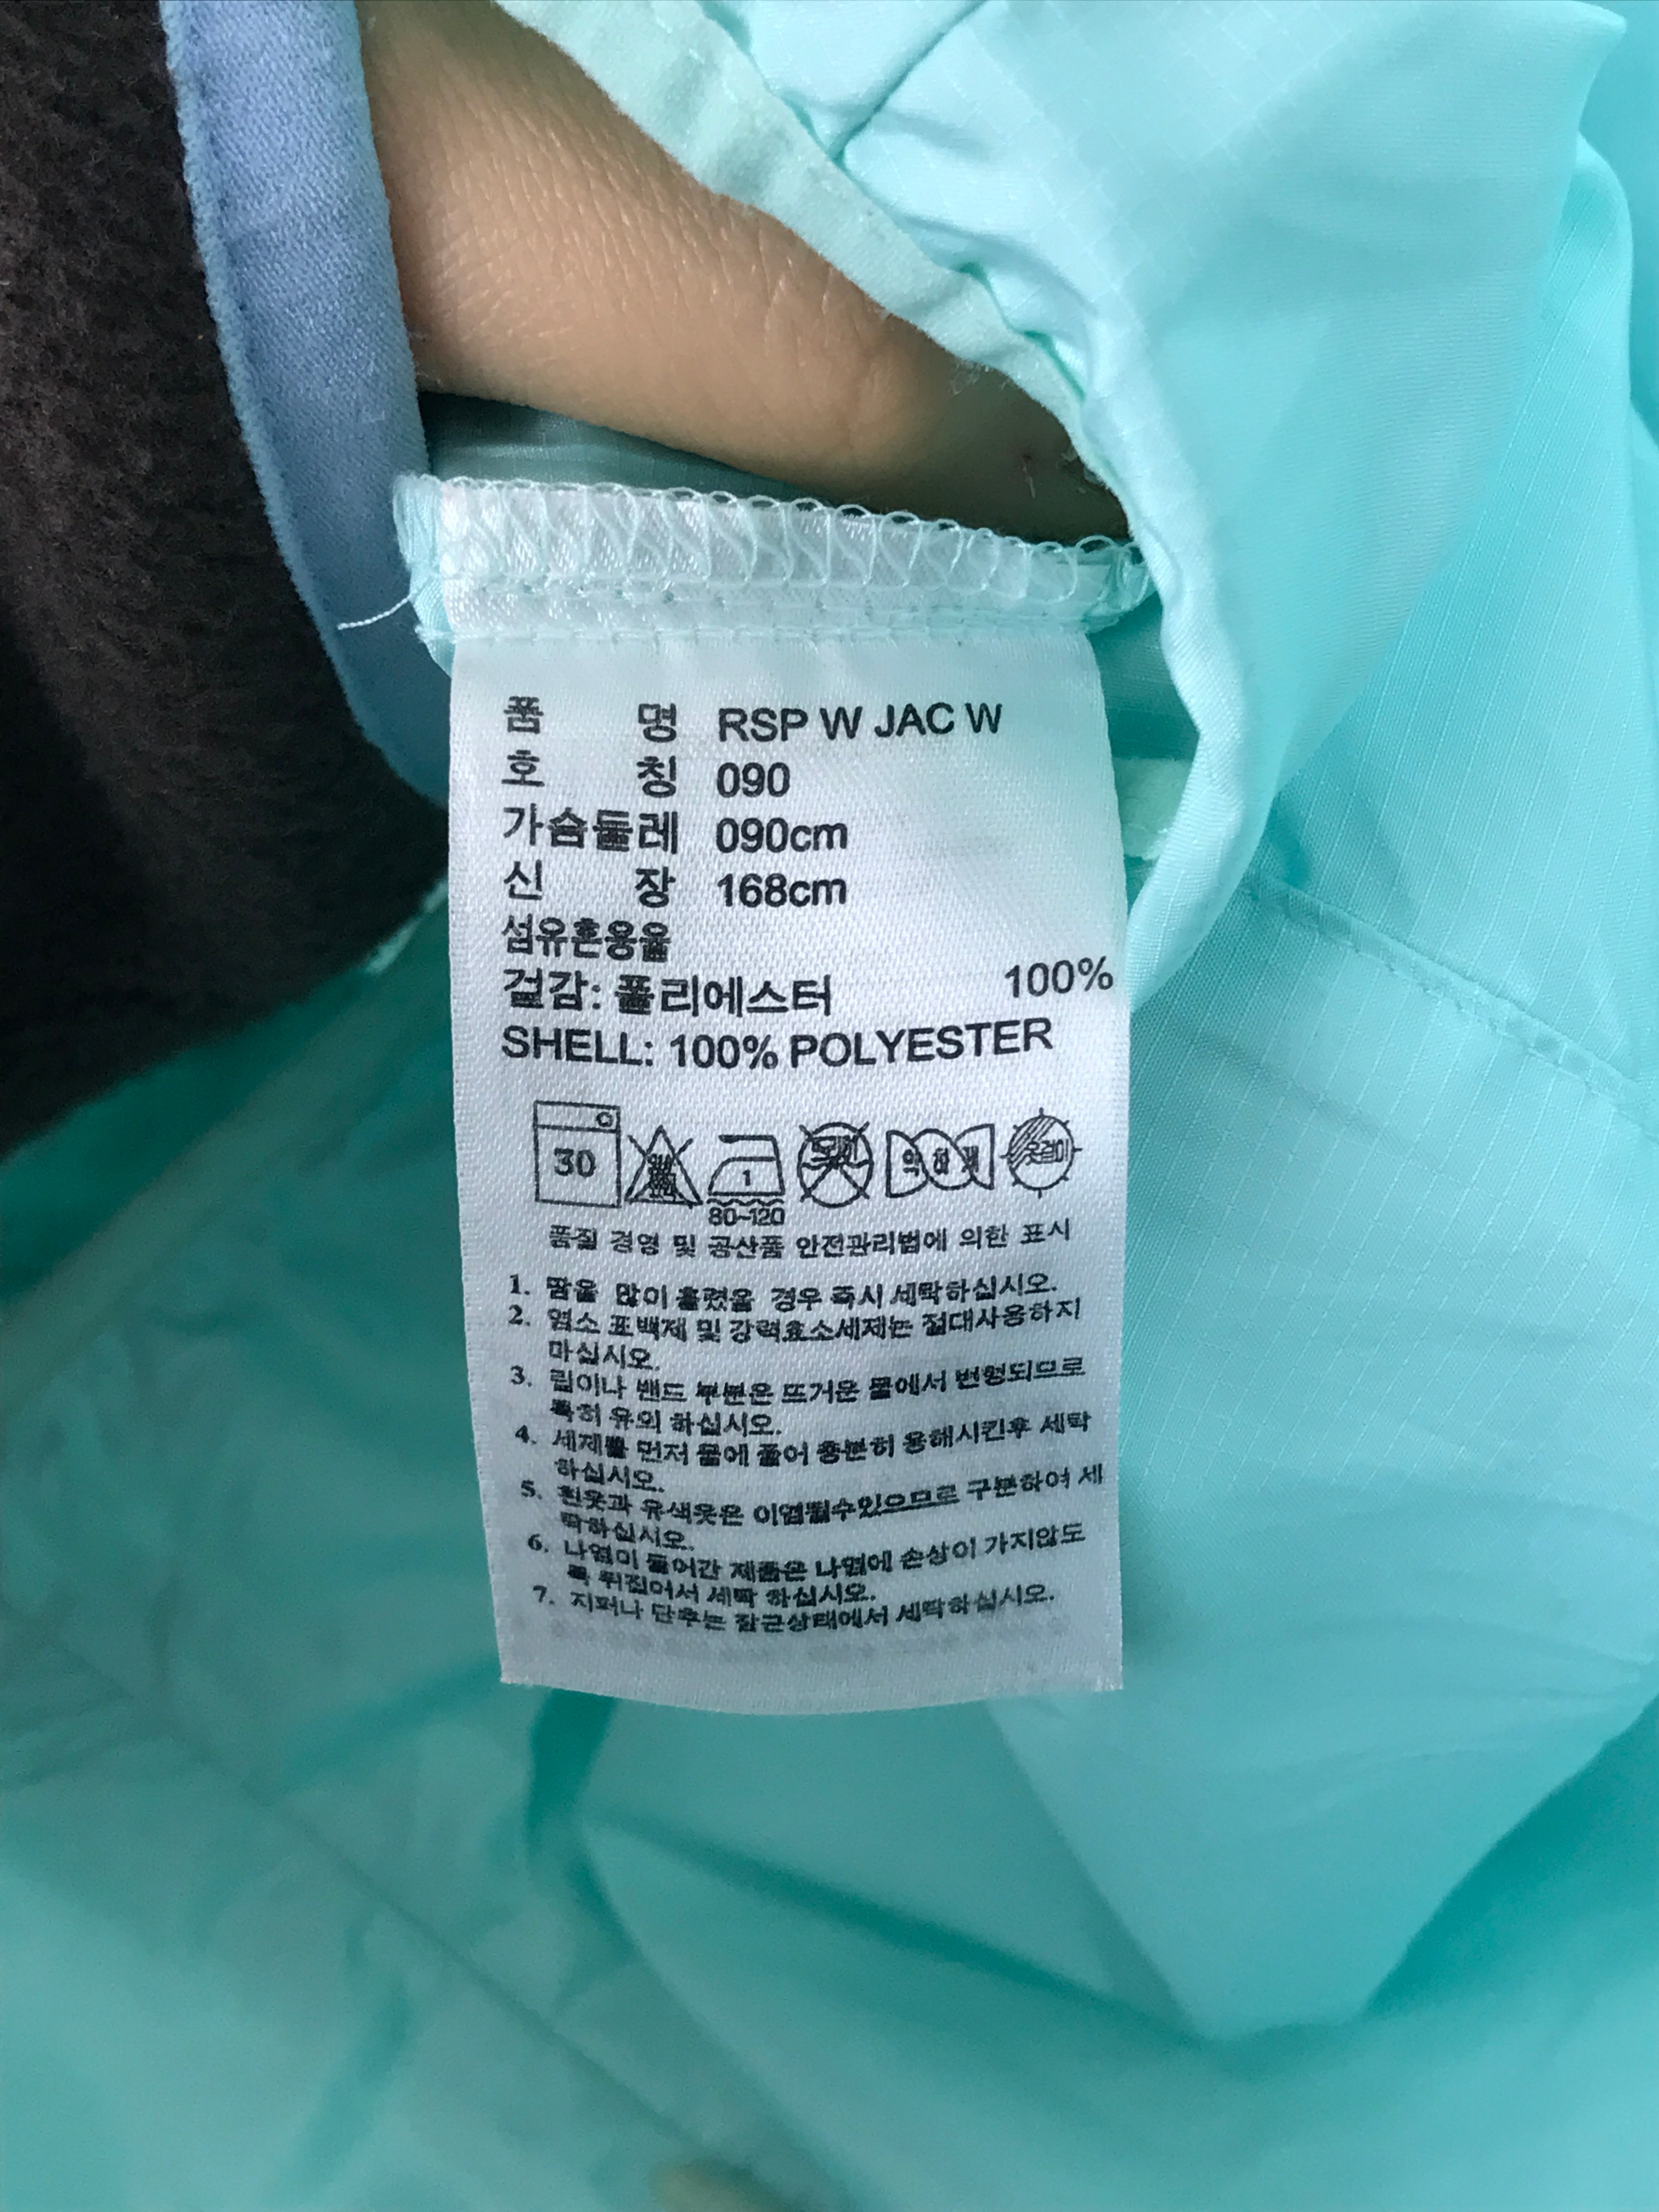 품 명 RSP W JAC W
호 칭 090
가슴둘레 090cm
신 장 168cm
섬유혼용율
겉감: 폴리에스터 100%
SHELL: 100% POLYESTER
30 1 약 하 게 옷걸이
80~120
품질 경영 및 공산품 안전관리법에 의한 표시
1. 땀을 많이 흘렸을 경우 즉시 세탁하십시오.
2. 염소 표백제 및 강력효소세제는 절대사용하지
마십시오.
3. 립이나 밴드 부분은 뜨거운 물에서 변형되므로
특히 유의 하십시오.
4. 세제를 먼저 물에 풀어 충분히 용해시킨후 세탁
하십시오.
5. 흰옷과 유색옷은 이염될수있으므로 구분하여 세
탁하십시오.
6. 나염이 들어간 제품은 나염에 손상이 가지않도
록 뒤집어서 세탁 하십시오.
7. 지퍼나 단추는 잠근상태에서 세탁하십시오.